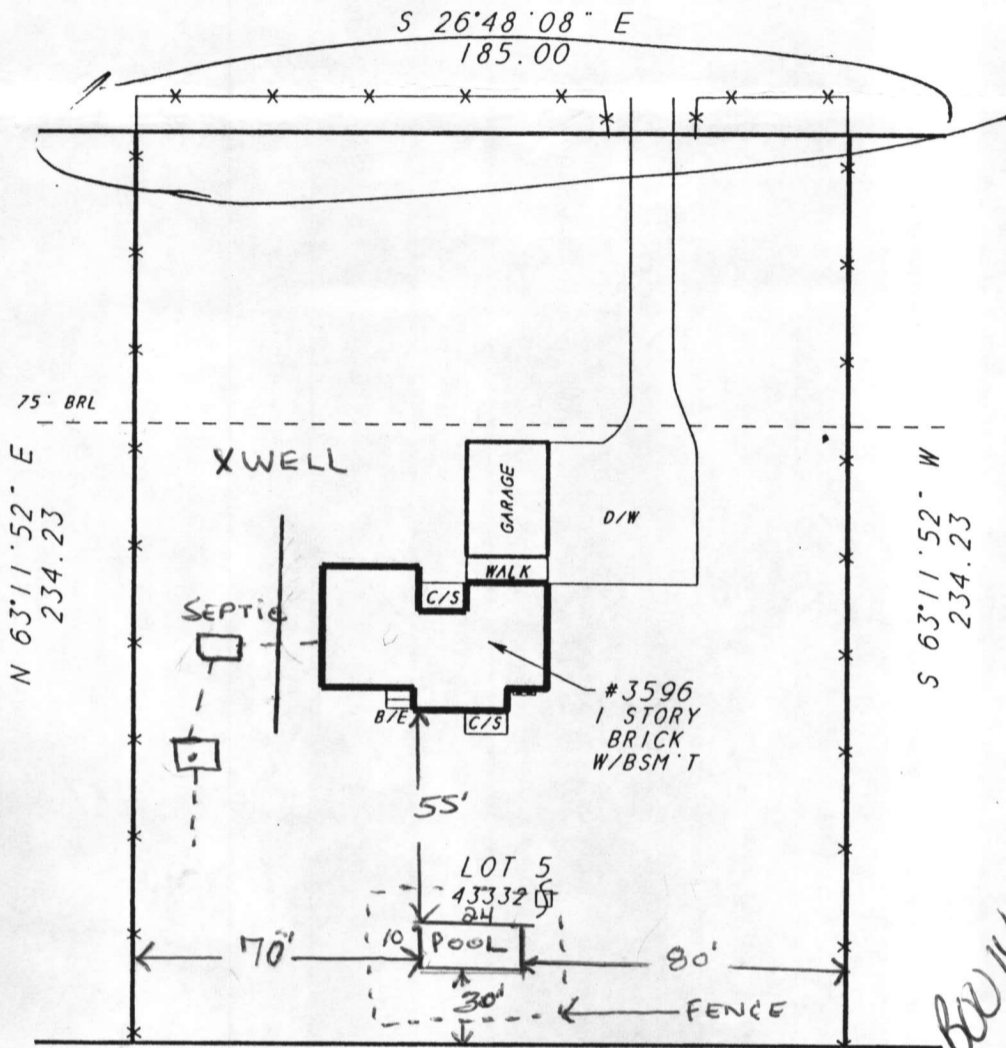 S 26°48'08" E
185.00
75' BRL
N 63°11'52" E
234.23
S 63°11'52" W
234.23
X WELL
GARAGE
D/W
WALK
C/S
SEPTIC
#3596
1 STORY
BRICK
W/BSM'T
B/E
C/S
55'
LOT 5
43332
24
10
POOL
70'
80'
30'
FENCE